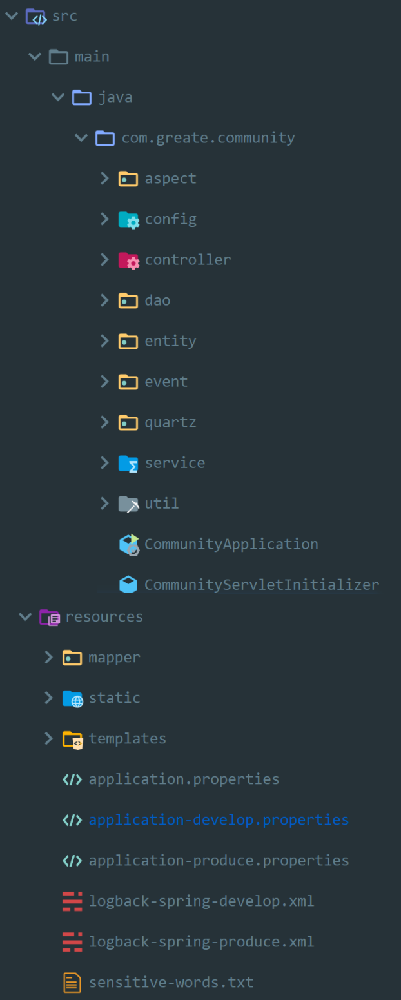 src
main
java
com.greate.community
aspect
config
controller
dao
entity
event
quartz
service
util
CommunityApplication
CommunityServletInitializer
resources
mapper
static
templates
application.properties
application-develop.properties
application-produce.properties
logback-spring-develop.xml
logback-spring-produce.xml
sensitive-words.txt